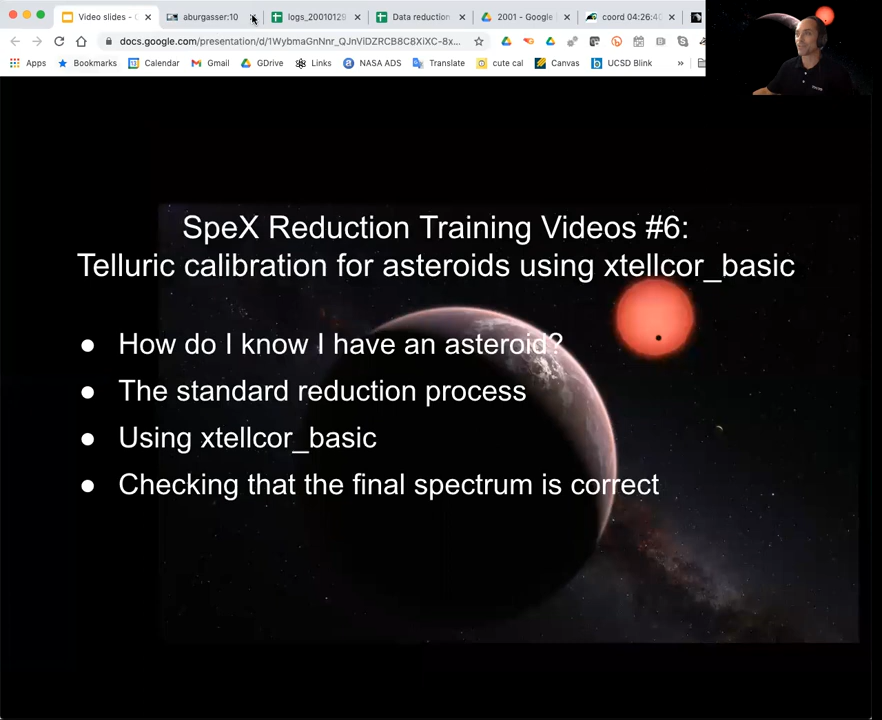 Video slides -
aburgasser:10
logs_20010129
Data reduction
2001 - Google
coord 04:26:40
docs.google.com/presentation/d/1WybmaGnNnr_QJnViDZRCB8C8XiXC-8x...
Apps
Bookmarks
Calendar
Gmail
GDrive
Links
NASA ADS
Translate
cute cal
Canvas
UCSD Blink
»
SpeX Reduction Training Videos #6:
Telluric calibration for asteroids using xtellcor_basic
● How do I know I have an asteroid?
● The standard reduction process
● Using xtellcor_basic
● Checking that the final spectrum is correct